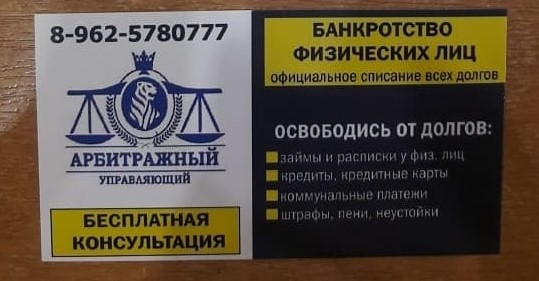 8-962-5780777
АРБИТРАЖНЫЙ
УПРАВЛЯЮЩИЙ
БЕСПЛАТНАЯ
КОНСУЛЬТАЦИЯ
БАНКРОТСТВО
ФИЗИЧЕСКИХ ЛИЦ
официальное списание всех долгов
ОСВОБОДИСЬ ОТ ДОЛГОВ:
займы и расписки у физ. лиц
кредиты, кредитные карты
коммунальные платежи
штрафы, пени, неустойки